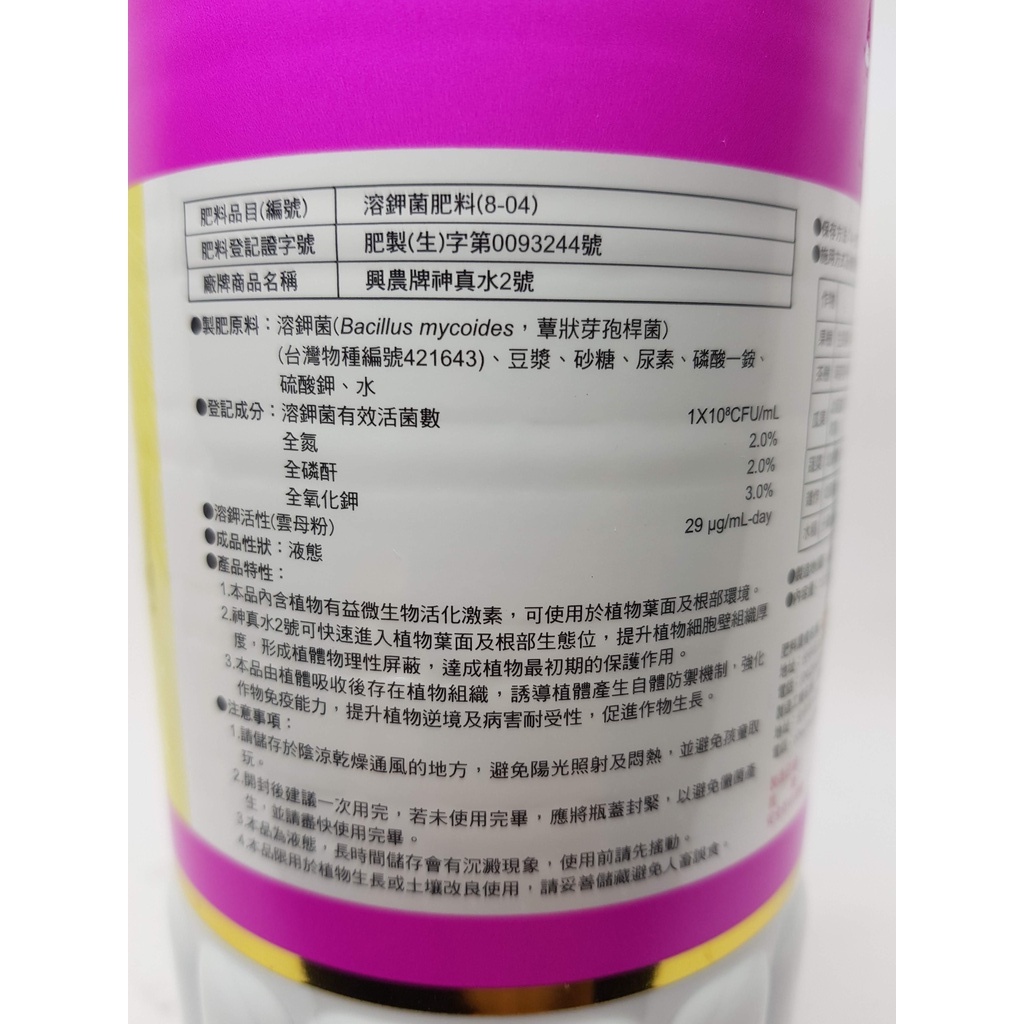 肥料品目(編號) 溶鉀菌肥料(8-04)
肥料登記證字號 肥製(生)字第0093244號
廠牌商品名稱 興農牌神真水2號
●製肥原料：溶鉀菌(Bacillus mycoides，蕈狀芽孢桿菌)
(台灣物種編號421643)、豆漿、砂糖、尿素、磷酸一銨、
硫酸鉀、水
●登記成分：溶鉀菌有效活菌數 1X10⁸CFU/mL
全氮 2.0%
全磷酐 2.0%
全氧化鉀 3.0%
●溶鉀活性(雲母粉) 29 µg/mL-day
●成品性狀：液態
●產品特性：
1.本品內含植物有益微生物活化激素，可使用於植物葉面及根部環境。
2.神真水2號可快速進入植物葉面及根部生態位，提升植物細胞壁組織厚
度，形成植體物理性屏蔽，達成植物最初期的保護作用。
3.本品由植體吸收後存在植物組織，誘導植體產生自體防禦機制，強化
作物免疫能力，提升植物逆境及病害耐受性，促進作物生長。
●注意事項：
1.請儲存於陰涼乾燥通風的地方，避免陽光照射及悶熱，並避免孩童取
玩。
2.開封後建議一次用完，若未使用完畢，應將瓶蓋封緊，以避免黴菌產
生，並請盡快使用完畢。
3.本品為液態，長時間儲存會有沉澱現象，使用前請先搖動。
4.本品限用於植物生長或土壤改良使用，請妥善儲藏避免人畜誤食。